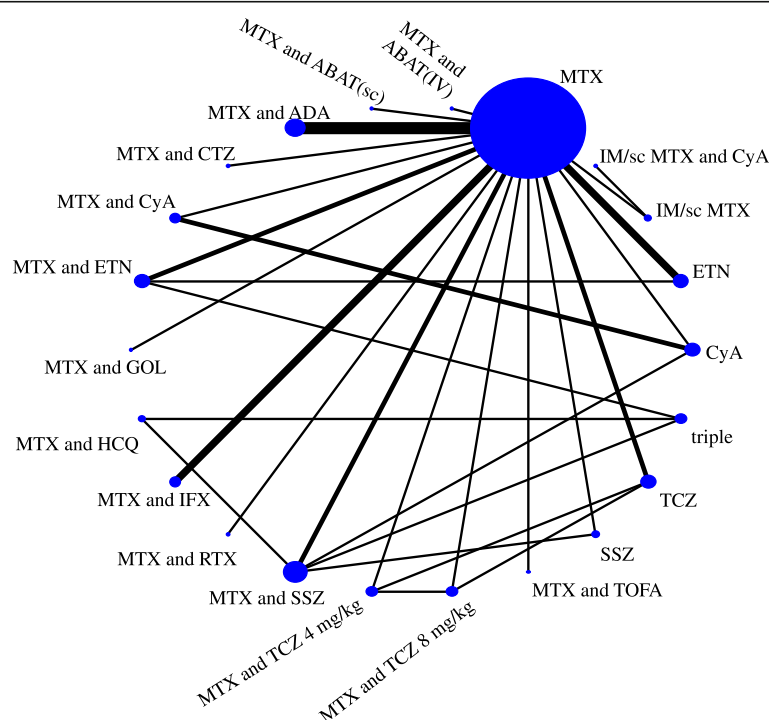 MTX and
ABAT(IV)
MTX and ABAT(sc)
MTX
MTX and ADA
MTX and CTZ
IM/sc MTX and CyA
MTX and CyA
IM/sc MTX
MTX and ETN
ETN
CyA
MTX and GOL
triple
MTX and HCQ
MTX and IFX
TCZ
MTX and RTX
SSZ
MTX and SSZ
MTX and TOFA
MTX and TCZ 4 mg/kg
MTX and TCZ 8 mg/kg